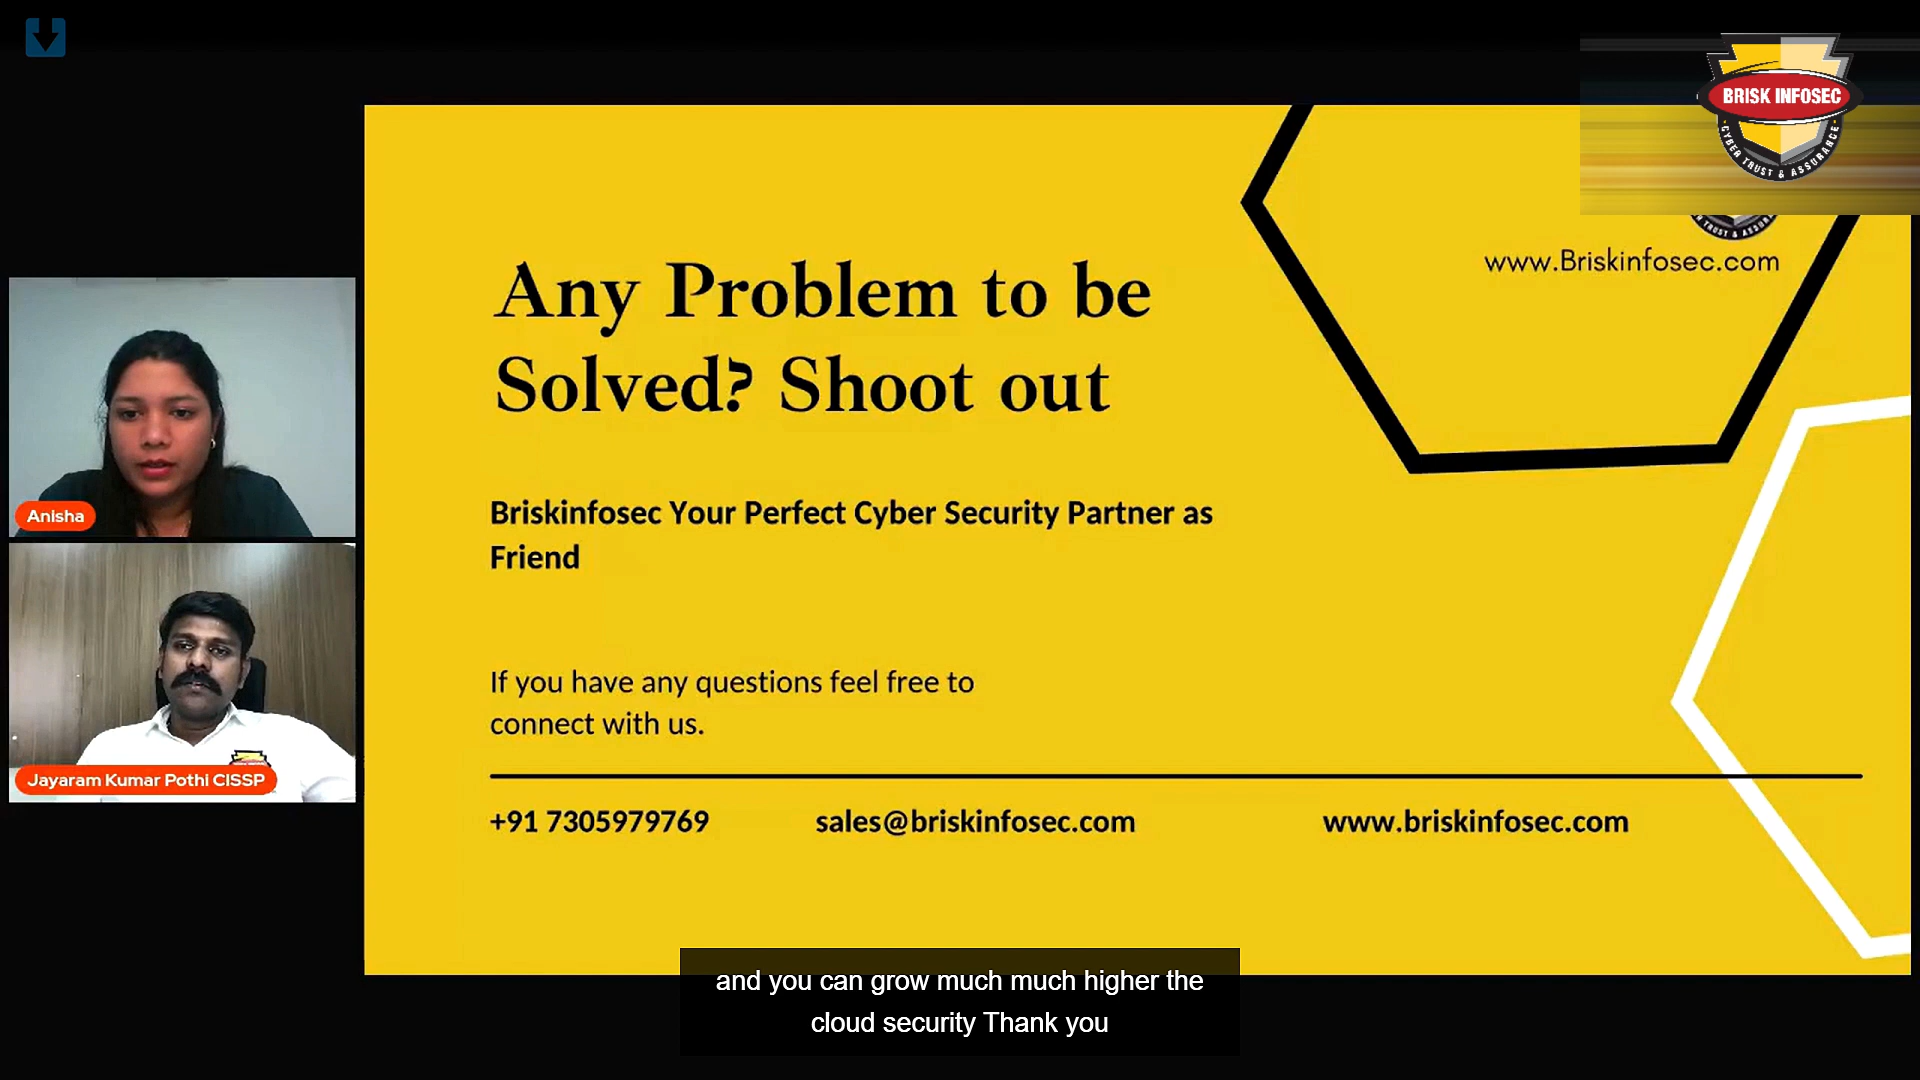 BRISK INFOSEC
CYBER TRUST & ASSURANCE
TRUST & ASSU
www.Briskinfosec.com
Any Problem to be
Solved? Shoot out
Briskinfosec Your Perfect Cyber Security Partner as
Friend
If you have any questions feel free to
connect with us.
+91 7305979769
sales@briskinfosec.com
www.briskinfosec.com
Anisha
Jayaram Kumar Pothi CISSP
and you can grow much much higher the
cloud security Thank you